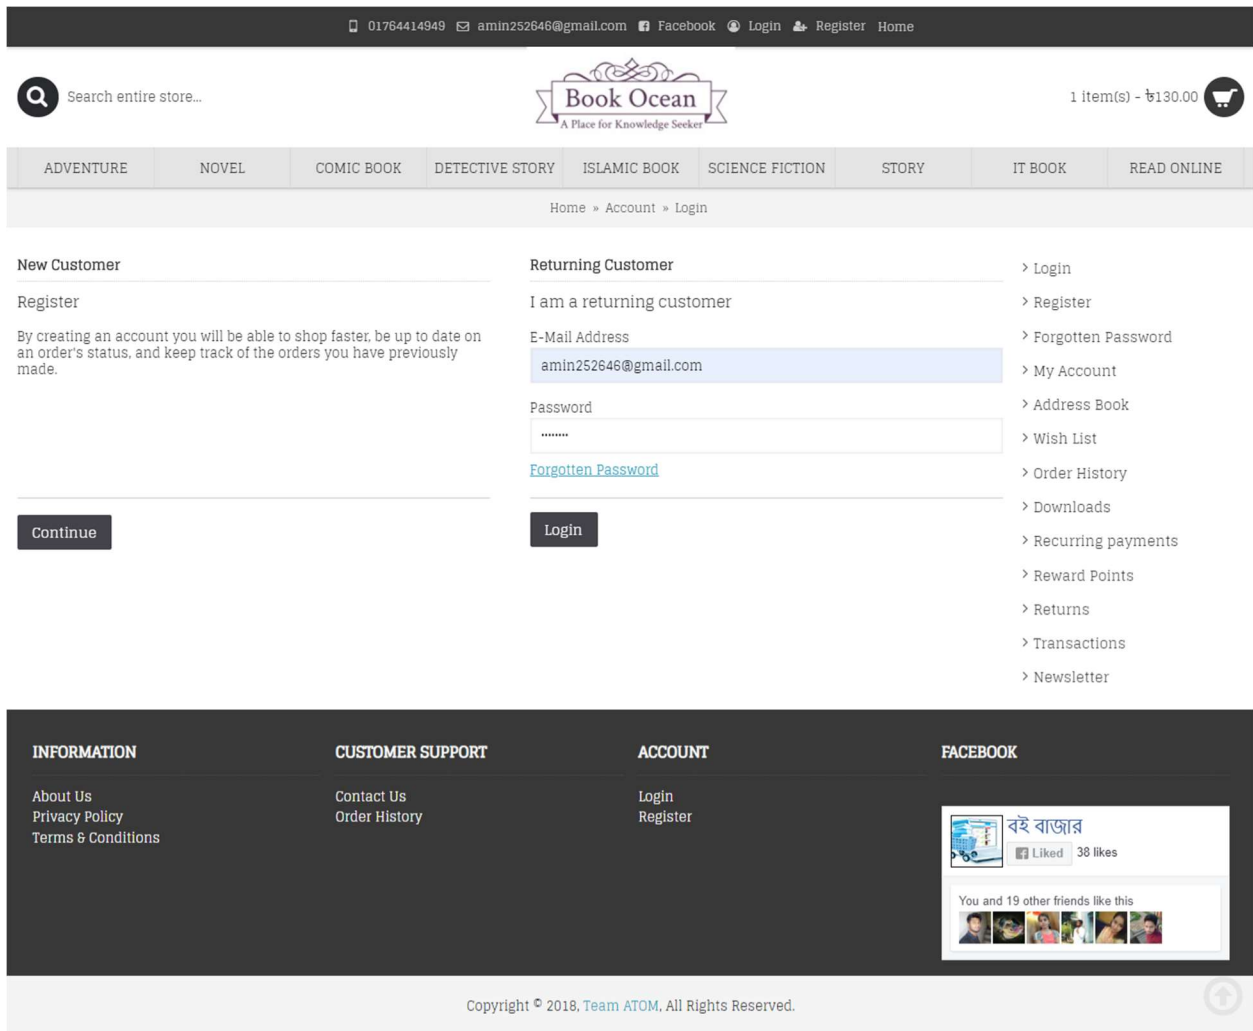 01764414949 amin252646@gmail.com Facebook Login Register Home
Search entire store...
Book Ocean
A Place for Knowledge Seeker
1 item(s) - ৳130.00
ADVENTURE NOVEL COMIC BOOK DETECTIVE STORY ISLAMIC BOOK SCIENCE FICTION STORY IT BOOK READ ONLINE
Home » Account » Login
New Customer
Register
By creating an account you will be able to shop faster, be up to date on
an order's status, and keep track of the orders you have previously
made.
Continue
Returning Customer
I am a returning customer
E-Mail Address
amin252646@gmail.com
Password
••••••••
Forgotten Password
Login
> Login
> Register
> Forgotten Password
> My Account
> Address Book
> Wish List
> Order History
> Downloads
> Recurring payments
> Reward Points
> Returns
> Transactions
> Newsletter
INFORMATION
About Us
Privacy Policy
Terms & Conditions
CUSTOMER SUPPORT
Contact Us
Order History
ACCOUNT
Login
Register
FACEBOOK
বই বাজার
Liked 38 likes
You and 19 other friends like this
Copyright © 2018, Team ATOM, All Rights Reserved.